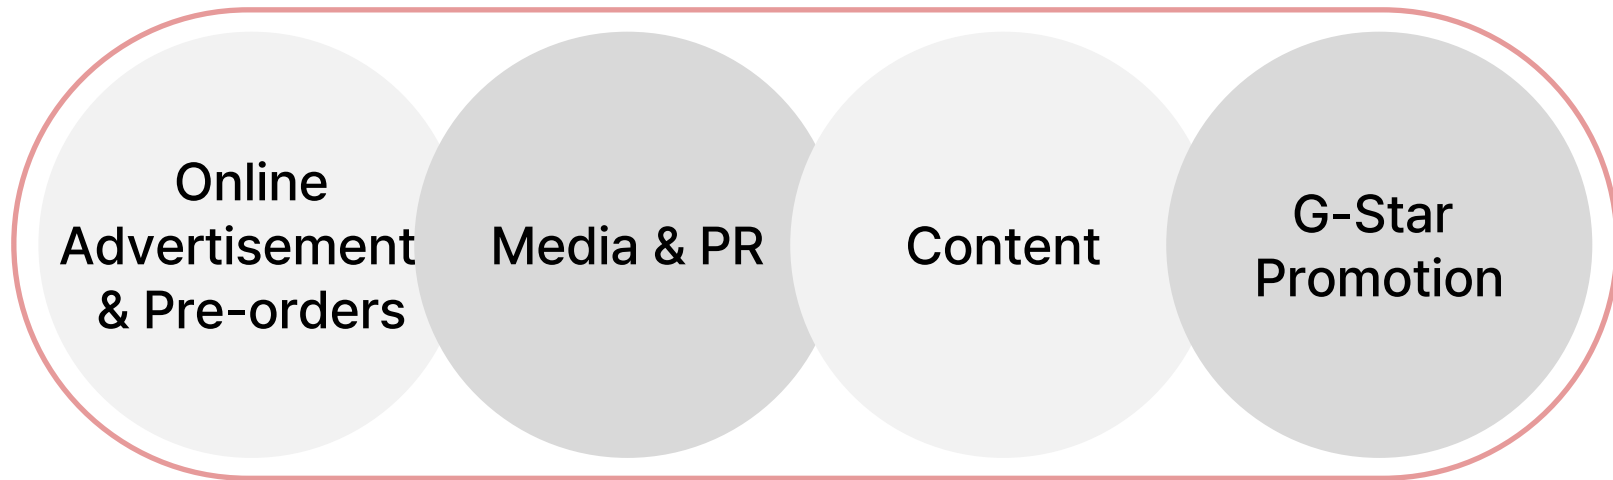 Online
Advertisement
& Pre-orders
Media & PR
Content
G-Star
Promotion